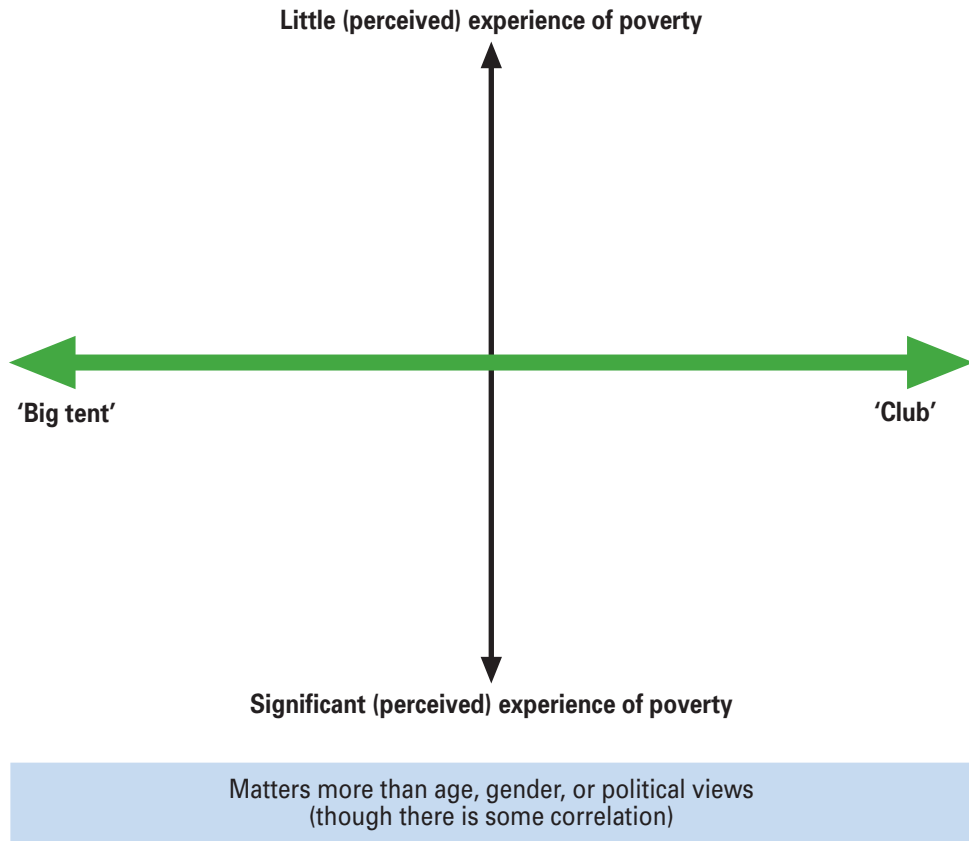 Little (perceived) experience of poverty
‘Big tent’
‘Club’
Significant (perceived) experience of poverty
Matters more than age, gender, or political views
(though there is some correlation)